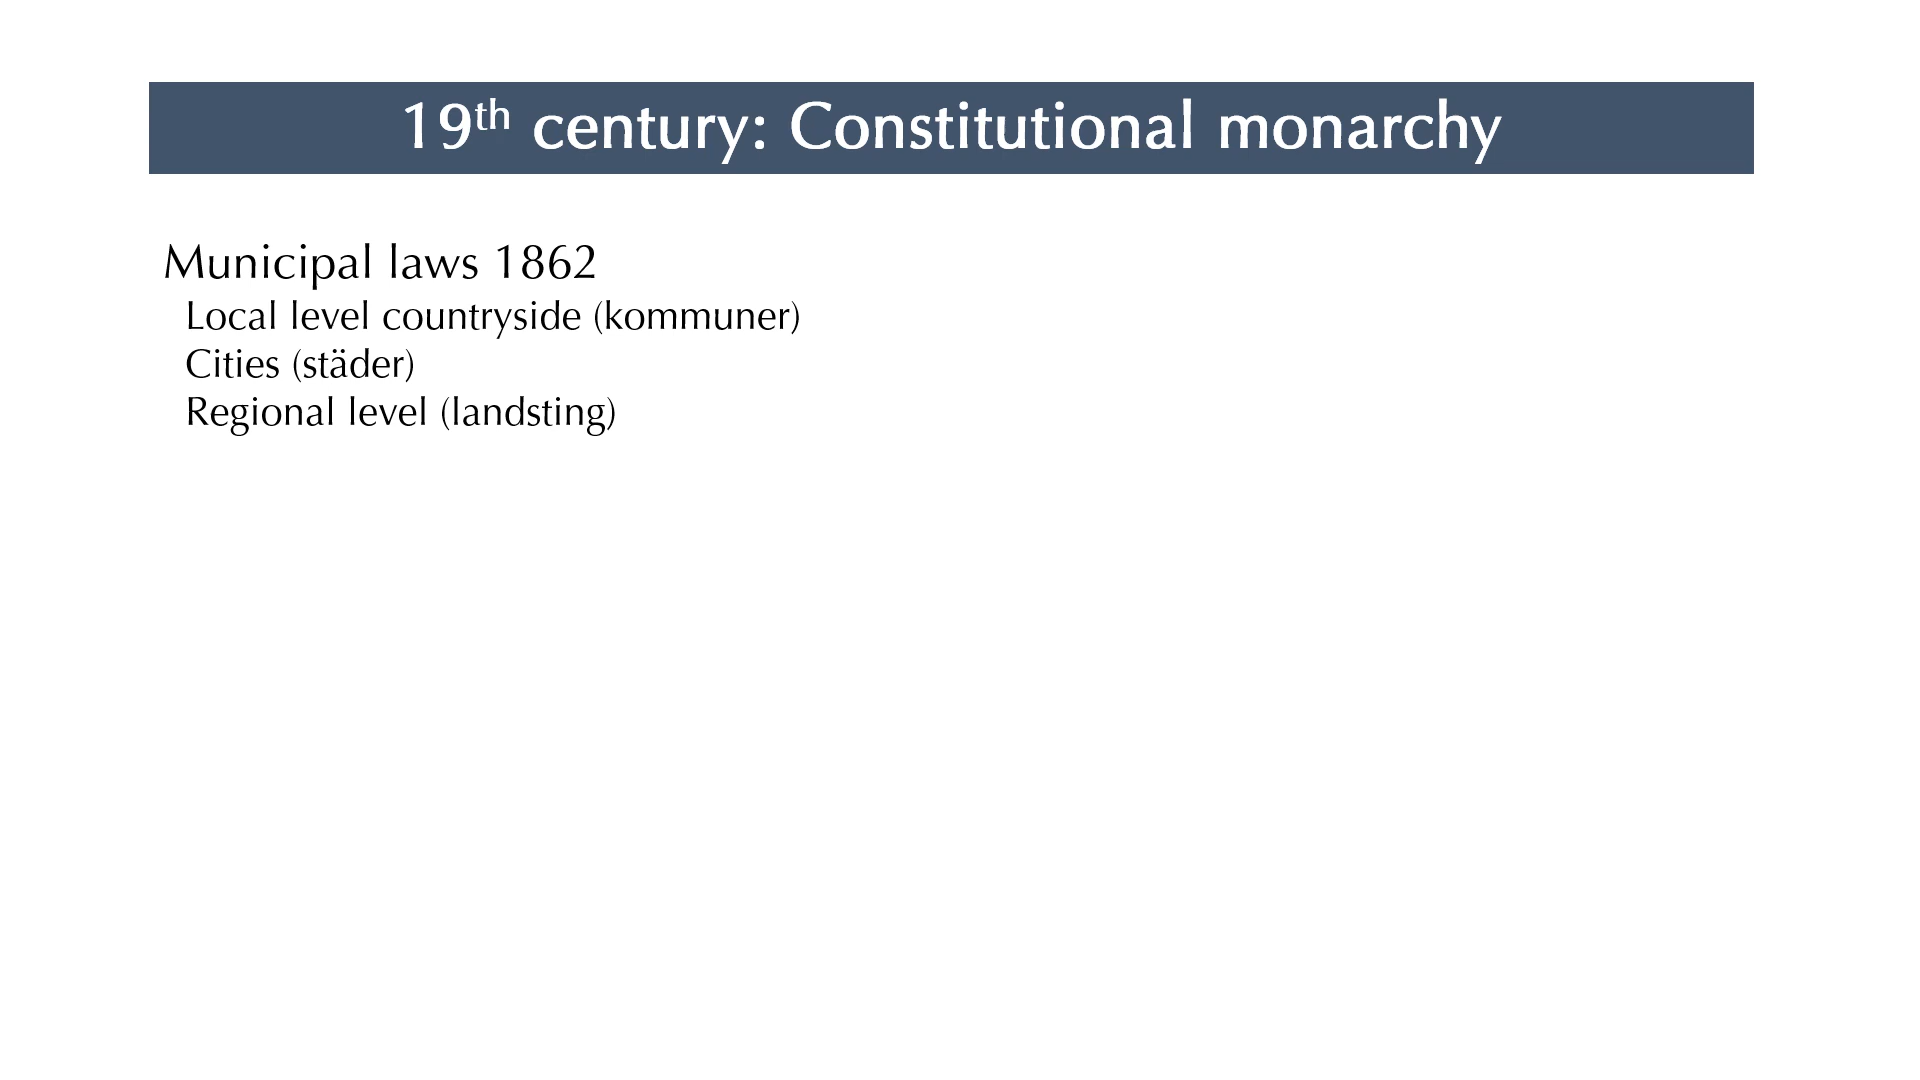 19th century: Constitutional monarchy
Municipal laws 1862
Local level countryside (kommuner)
Cities (städer)
Regional level (landsting)